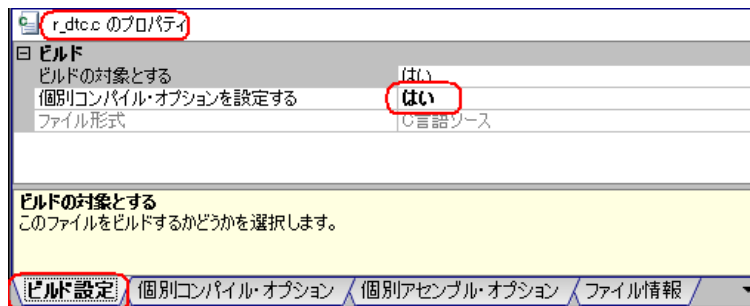 r_dtc.c のプロパティ
ビルド
ビルドの対象とする はい
個別コンパイル・オプションを設定する はい
ファイル形式 C言語ソース
ビルドの対象とする
このファイルをビルドするかどうかを選択します。
ビルド設定 個別コンパイル・オプション 個別アセンブル・オプション ファイル情報